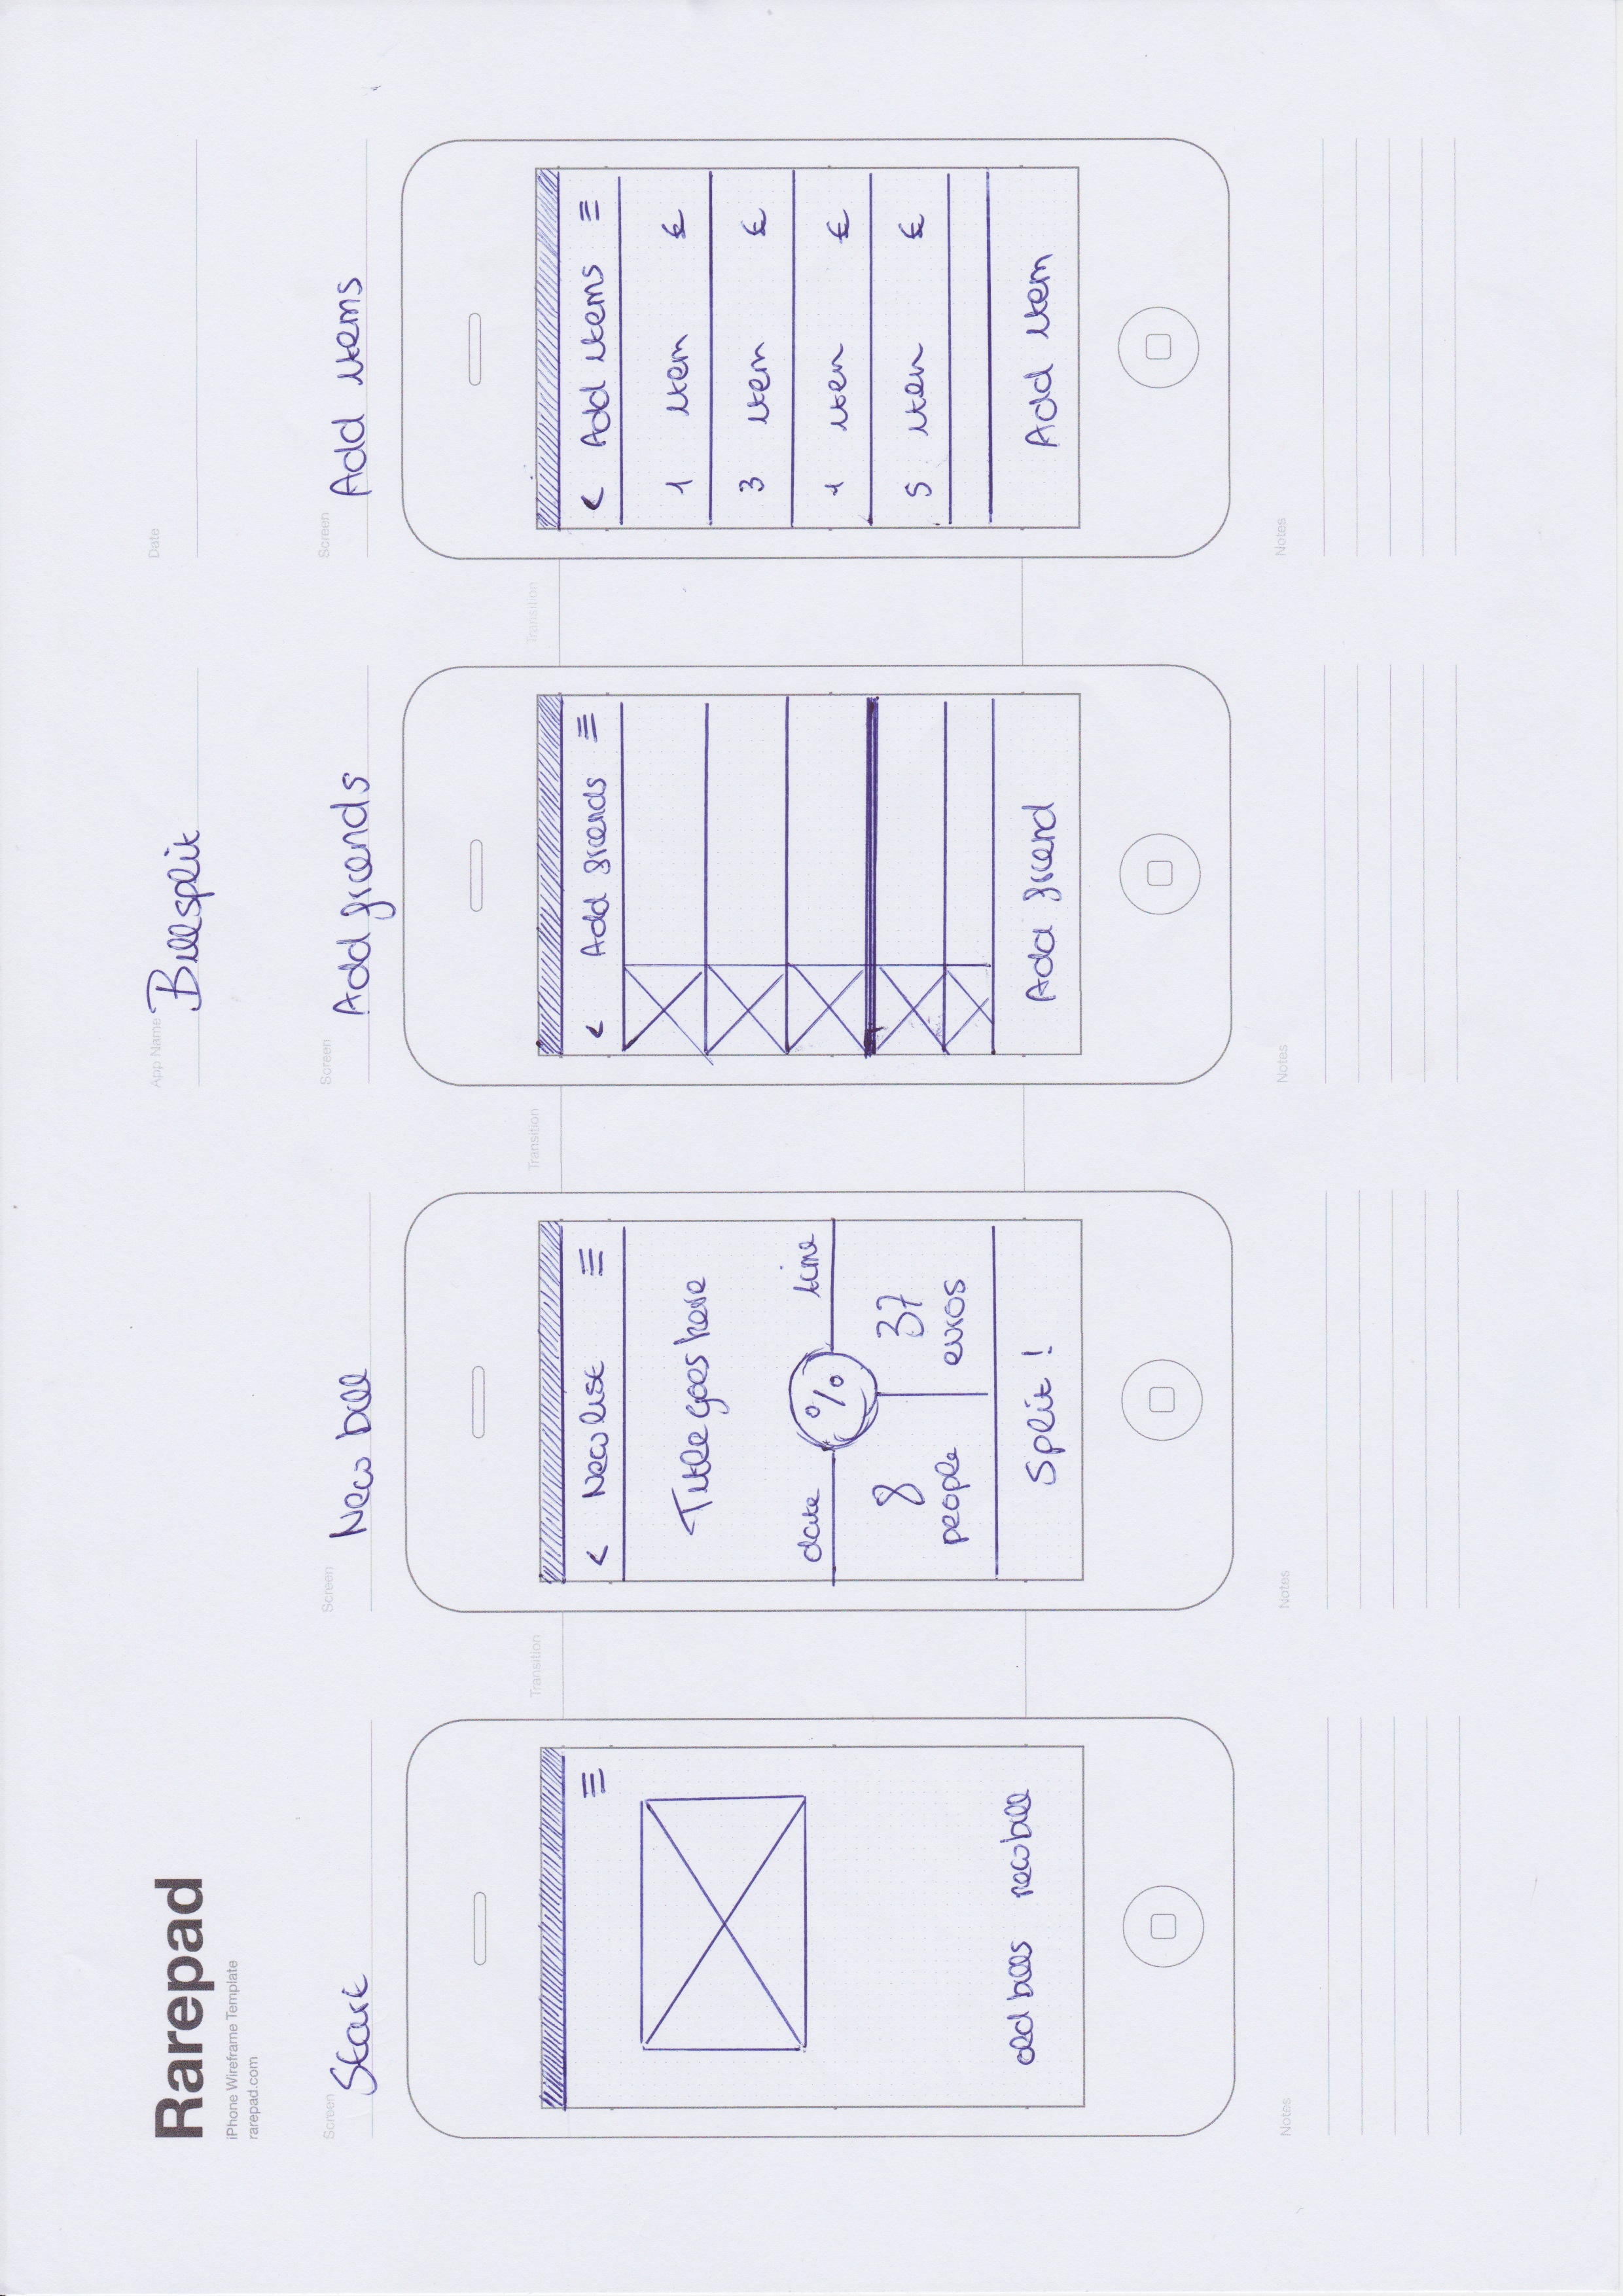 Rarepad
iPhone Wireframe Template
rarepad.com
App Name
Billsplit
Date
Screen
Start
old bills new bill
Notes
Transition
Screen
New bill
< New list ≡
Title goes here
date % time
8 37
people euros
Split!
Notes
Transition
Screen
Add friends
< Add friends ≡
Add friend
Notes
Transition
Screen
Add items
< Add items ≡
1 item €
3 item €
1 item €
5 item €
Add item
Notes